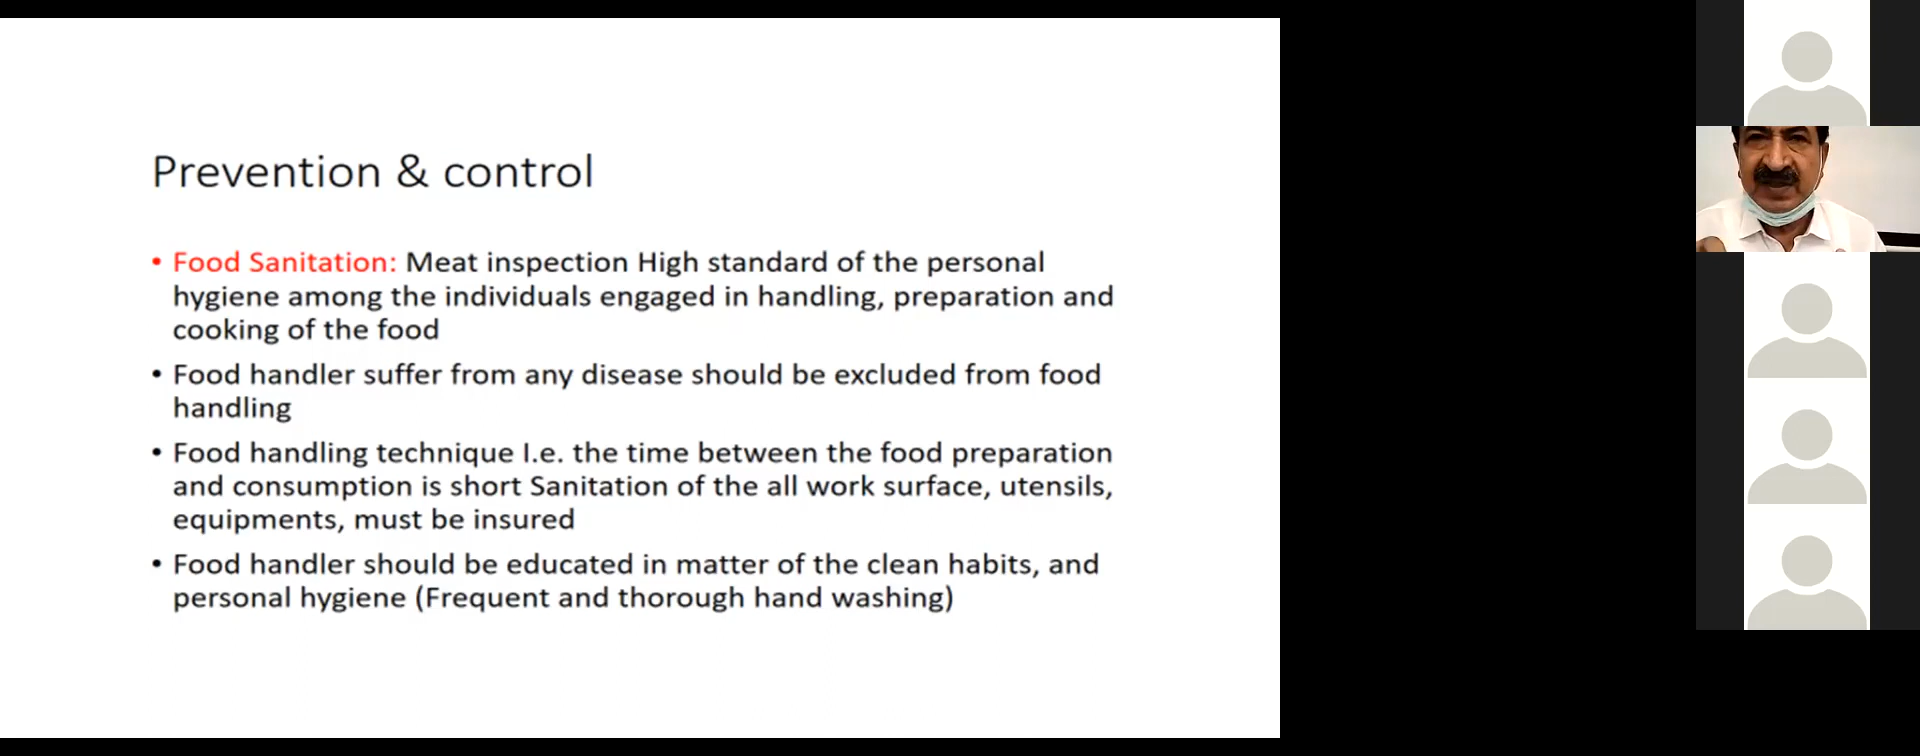 Prevention & control
• Food Sanitation: Meat inspection High standard of the personal
hygiene among the individuals engaged in handling, preparation and
cooking of the food
• Food handler suffer from any disease should be excluded from food
handling
• Food handling technique I.e. the time between the food preparation
and consumption is short Sanitation of the all work surface, utensils,
equipments, must be insured
• Food handler should be educated in matter of the clean habits, and
personal hygiene (Frequent and thorough hand washing)